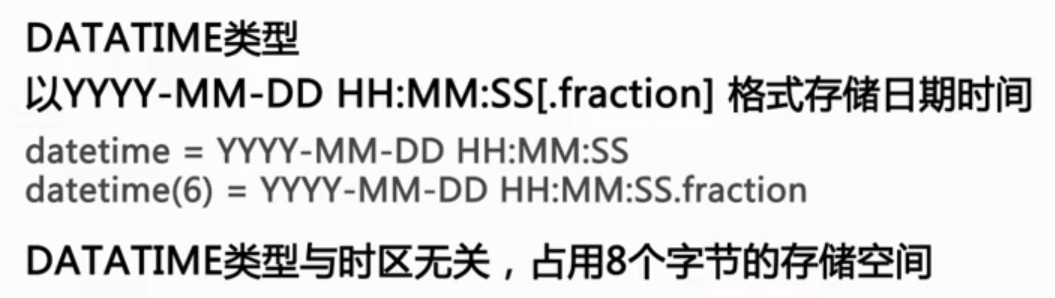 DATATIME类型
以YYYY-MM-DD HH:MM:SS[.fraction] 格式存储日期时间
datetime = YYYY-MM-DD HH:MM:SS
datetime(6) = YYYY-MM-DD HH:MM:SS.fraction
DATATIME类型与时区无关，占用8个字节的存储空间